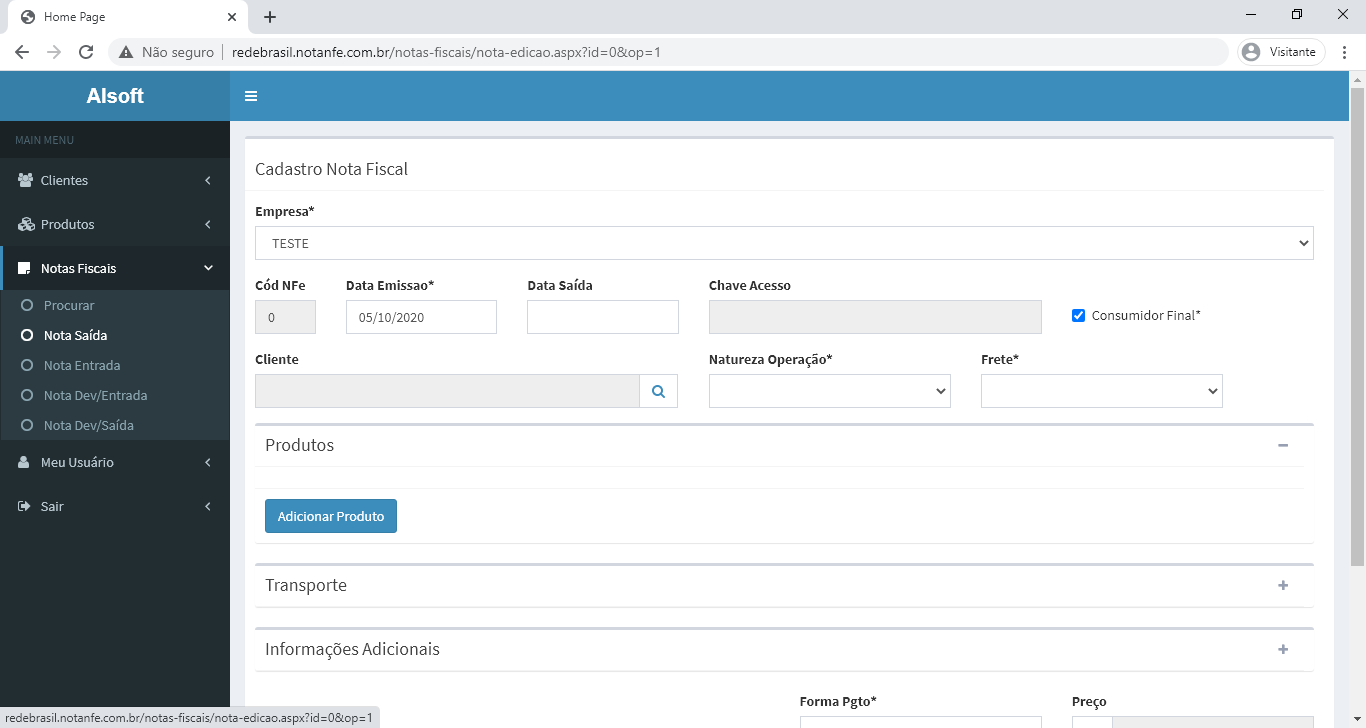 Home Page
Não seguro
redebrasil.notanfe.com.br/notas-fiscais/nota-edicao.aspx?id=0&op=1
Visitante
Alsoft
MAIN MENU
Clientes
Produtos
Notas Fiscais
Procurar
Nota Saída
Nota Entrada
Nota Dev/Entrada
Nota Dev/Saída
Meu Usuário
Sair
Cadastro Nota Fiscal
Empresa*
TESTE
Cód NFe Data Emissao* Data Saída Chave Acesso
0 05/10/2020 Consumidor Final*
Cliente Natureza Operação* Frete*
Produtos
Adicionar Produto
Transporte
Informações Adicionais
Forma Pgto* Preço
redebrasil.notanfe.com.br/notas-fiscais/nota-edicao.aspx?id=0&op=1